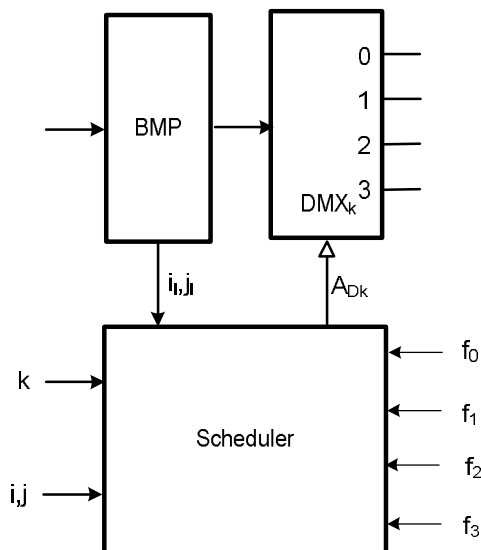 0
1
BMP
2
3
DMXk
iI,jI
ADk
f0
k
f1
Scheduler
f2
i,j
f3